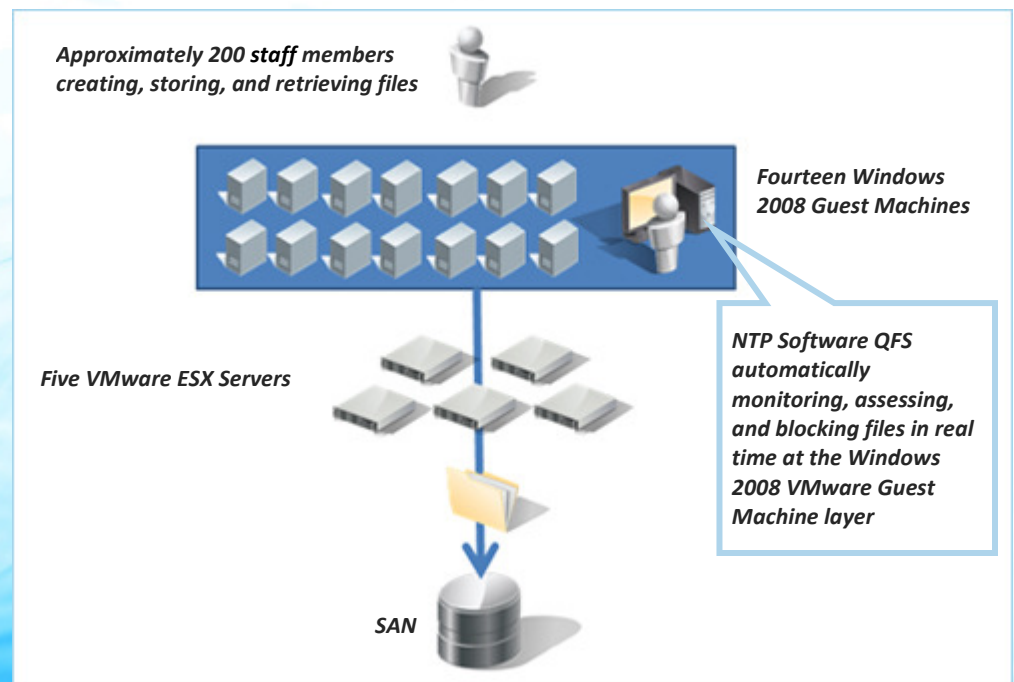 Approximately 200 staff members
creating, storing, and retrieving files
Fourteen Windows
2008 Guest Machines
NTP Software QFS
automatically
monitoring, assessing,
and blocking files in real
time at the Windows
2008 VMware Guest
Machine layer
Five VMware ESX Servers
SAN